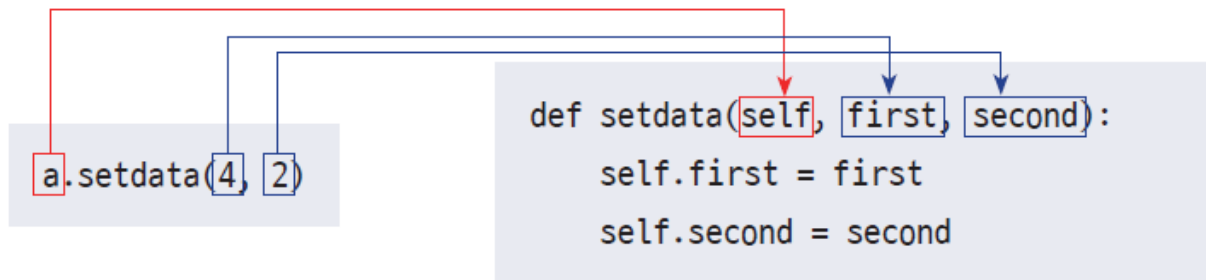 def setdata(self, first, second):
a.setdata(4, 2)
self.first = first
self.second = second